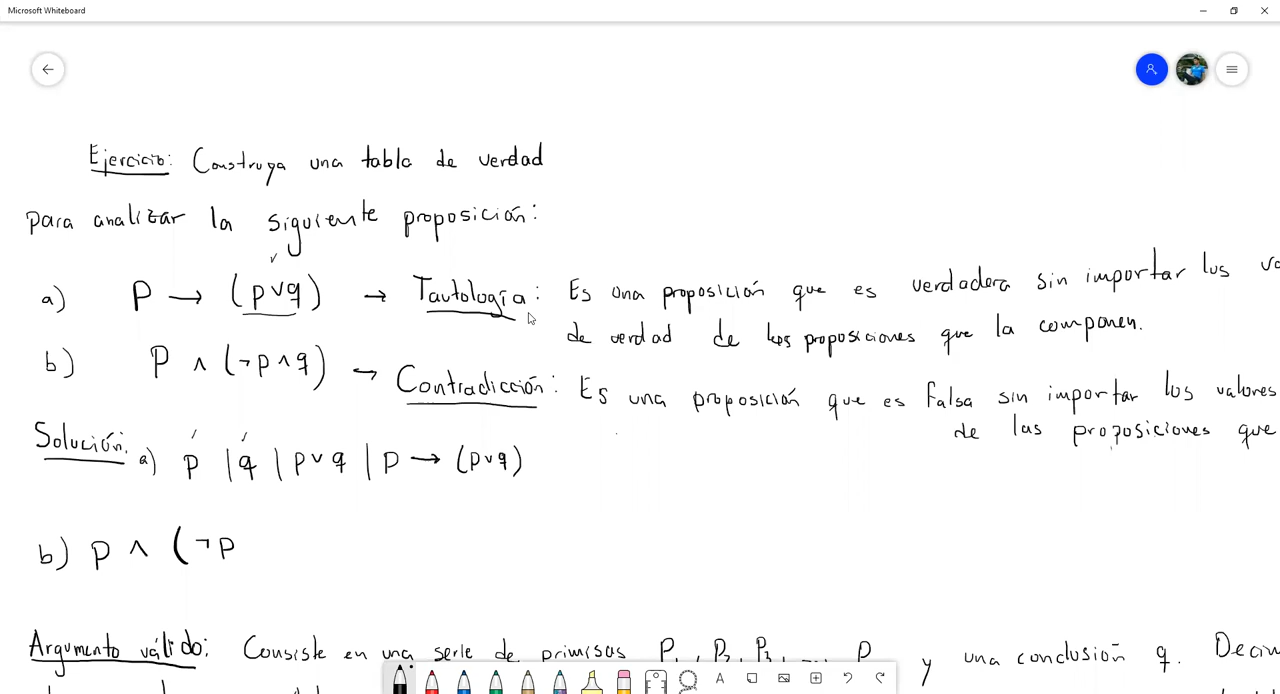 Microsoft Whiteboard
Ejercicio: Construya una tabla de verdad
para analizar la siguiente proposición:
a) p → (p ∨ q) → Tautología: Es una proposición que es verdadera sin importar los va
de verdad de las proposiciones que la componen.
b) p ∧ (¬p ∧ q) → Contradicción: Es una proposición que es falsa sin importar los valores
de las proposiciones que
Solución: a) p | q | p ∨ q | p → (p ∨ q)
b) p ∧ (¬p
Argumento válido: Consiste en una serie de primisas P1, P2, P3, ..., P y una conclusión q. Decim